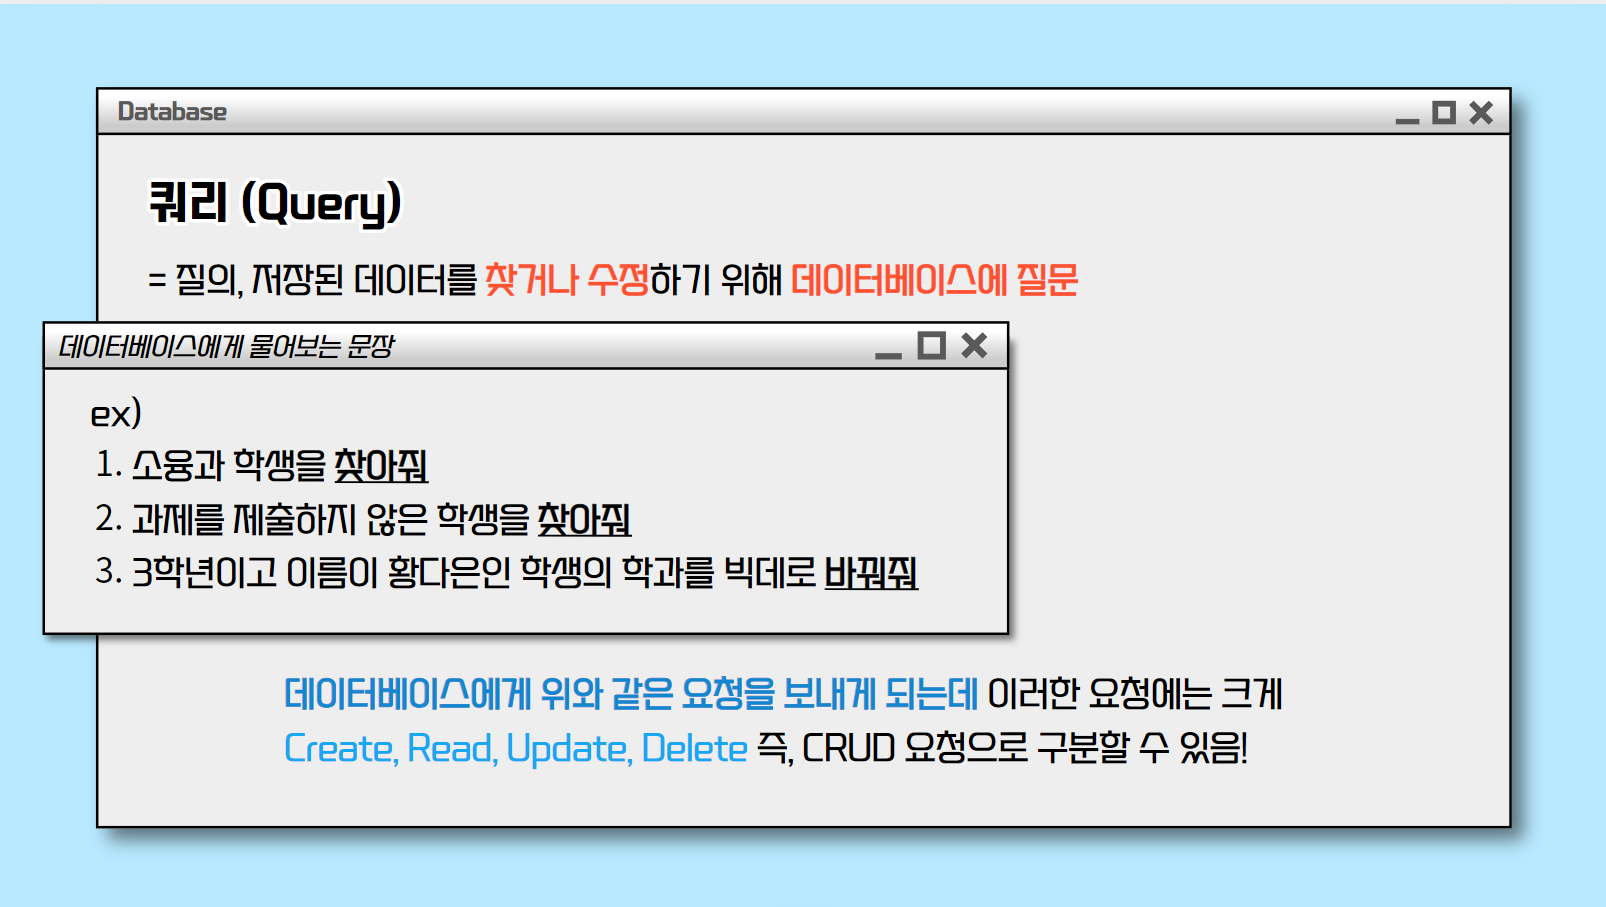 Database
쿼리 (Query)
= 질의, 저장된 데이터를 찾거나 수정하기 위해 데이터베이스에 질문
데이터베이스에게 물어보는 문장
ex)
1. 소융과 학생을 찾아줘
2. 과제를 제출하지 않은 학생을 찾아줘
3. 3학년이고 이름이 황다은인 학생의 학과를 빅데로 바꿔줘
데이터베이스에게 위와 같은 요청을 보내게 되는데 이러한 요청에는 크게
Create, Read, Update, Delete 즉, CRUD 요청으로 구분할 수 있음!